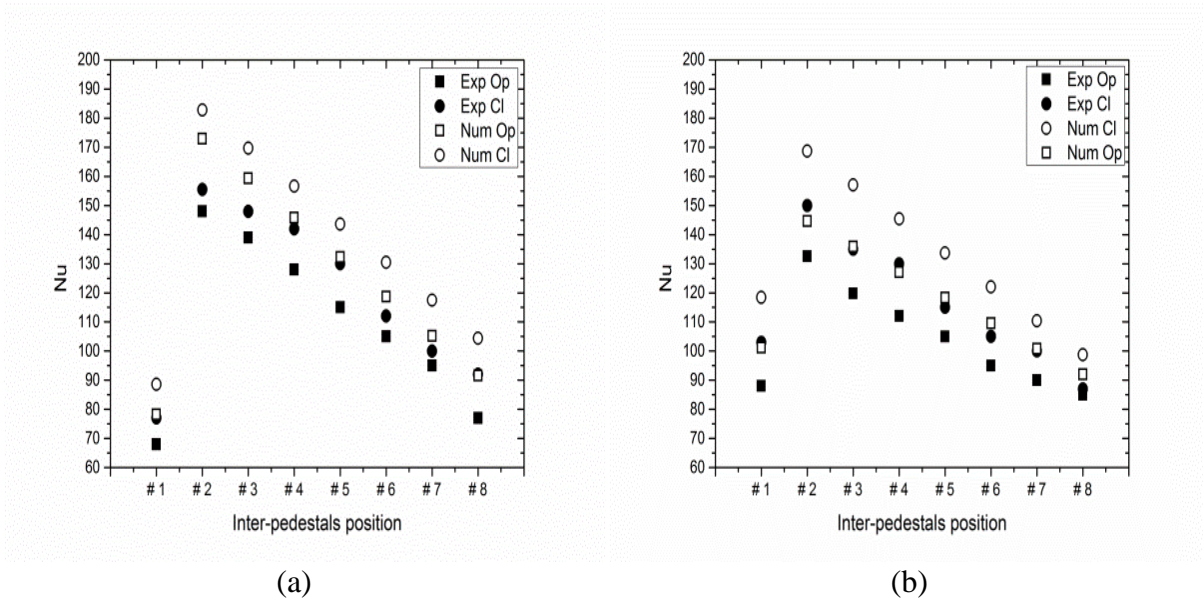 200
190
180
170
160
150
140
130
120
110
100
90
80
70
60
Nu
Exp Op
Exp Cl
Num Op
Num Cl
# 1 # 2 # 3 # 4 # 5 # 6 # 7 # 8
Inter-pedestals position
(a)
200
190
180
170
160
150
140
130
120
110
100
90
80
70
60
Nu
Exp Op
Exp Cl
Num Cl
Num Op
# 1 # 2 # 3 # 4 # 5 # 6 # 7 # 8
Inter-pedestals position
(b)